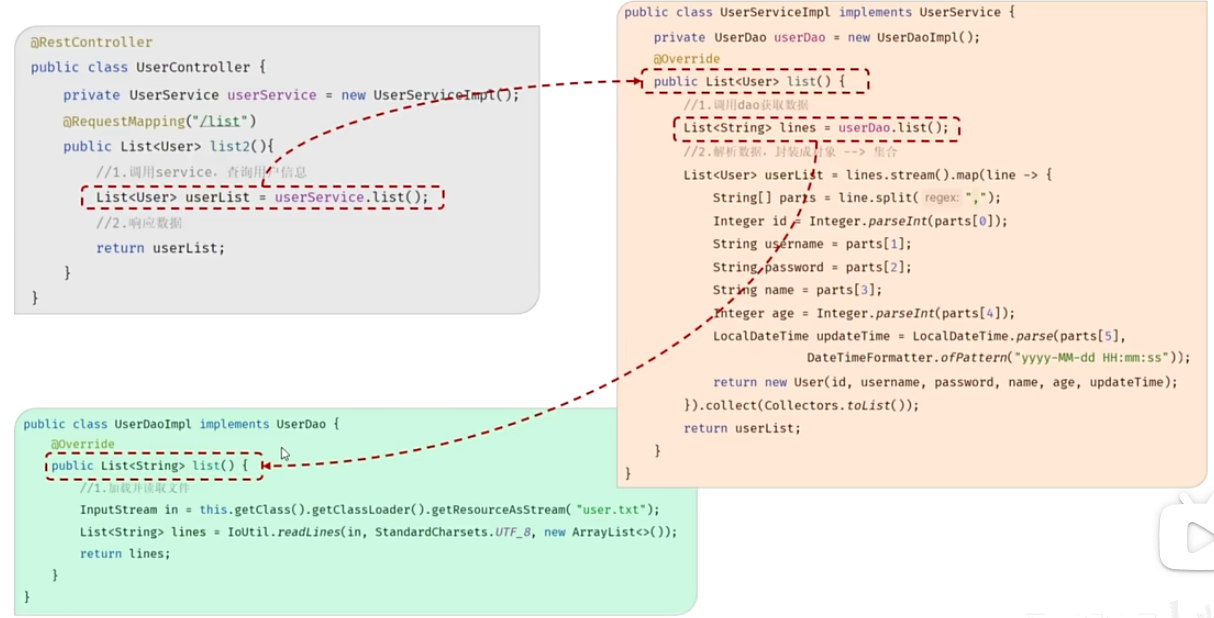 @RestController
public class UserController {
private UserService userService = new UserServiceImpl();
@RequestMapping("/list")
public List<User> list2(){
//1.调用service，查询用户信息
List<User> userList = userService.list();
//2.响应数据
return userList;
}
}
public class UserServiceImpl implements UserService {
private UserDao userDao = new UserDaoImpl();
@Override
public List<User> list() {
//1.调用dao获取数据
List<String> lines = userDao.list();
//2.解析数据，封装成对象 --> 集合
List<User> userList = lines.stream().map(line -> {
String[] parts = line.split( regex: ",");
Integer id = Integer.parseInt(parts[0]);
String username = parts[1];
String password = parts[2];
String name = parts[3];
Integer age = Integer.parseInt(parts[4]);
LocalDateTime updateTime = LocalDateTime.parse(parts[5],
DateTimeFormatter.ofPattern("yyyy-MM-dd HH:mm:ss"));
return new User(id, username, password, name, age, updateTime);
}).collect(Collectors.toList());
return userList;
}
}
public class UserDaoImpl implements UserDao {
@Override
public List<String> list() {
//1.加载并读取文件
InputStream in = this.getClass().getClassLoader().getResourceAsStream( "user.txt");
List<String> lines = IoUtil.readLines(in, StandardCharsets.UTF_8, new ArrayList<>());
return lines;
}
}